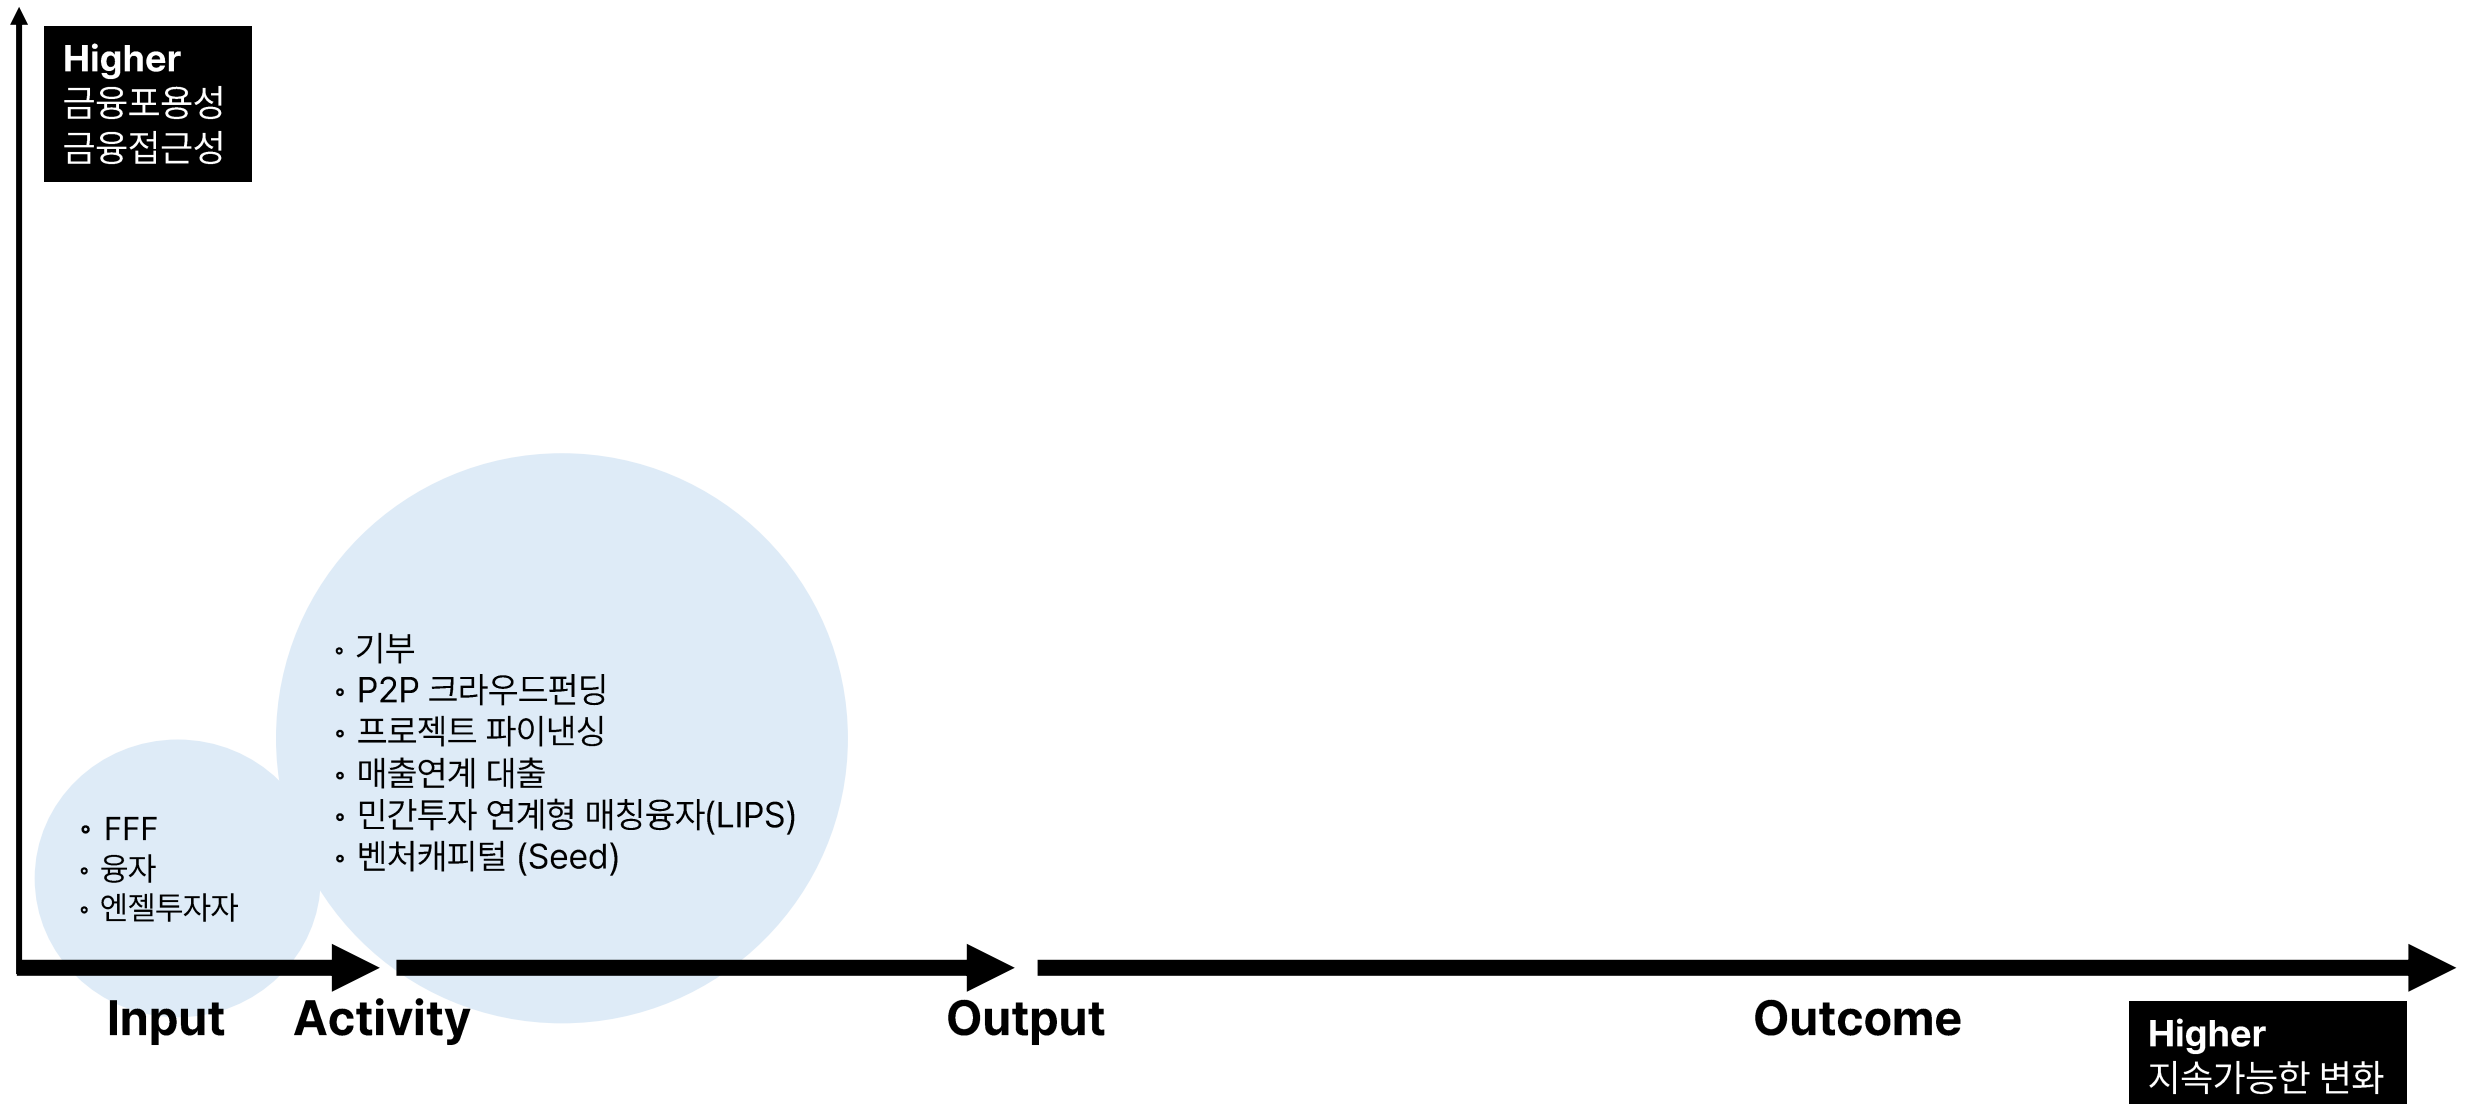 Higher
금융포용성
금융접근성
∘ 기부
∘ P2P 크라우드펀딩
∘ 프로젝트 파이낸싱
∘ 매출연계 대출
∘ 민간투자 연계형 매칭융자(LIPS)
∘ 벤처캐피털 (Seed)
∘ FFF
∘ 융자
∘ 엔젤투자자
Input
Activity
Output
Outcome
Higher
지속가능한 변화